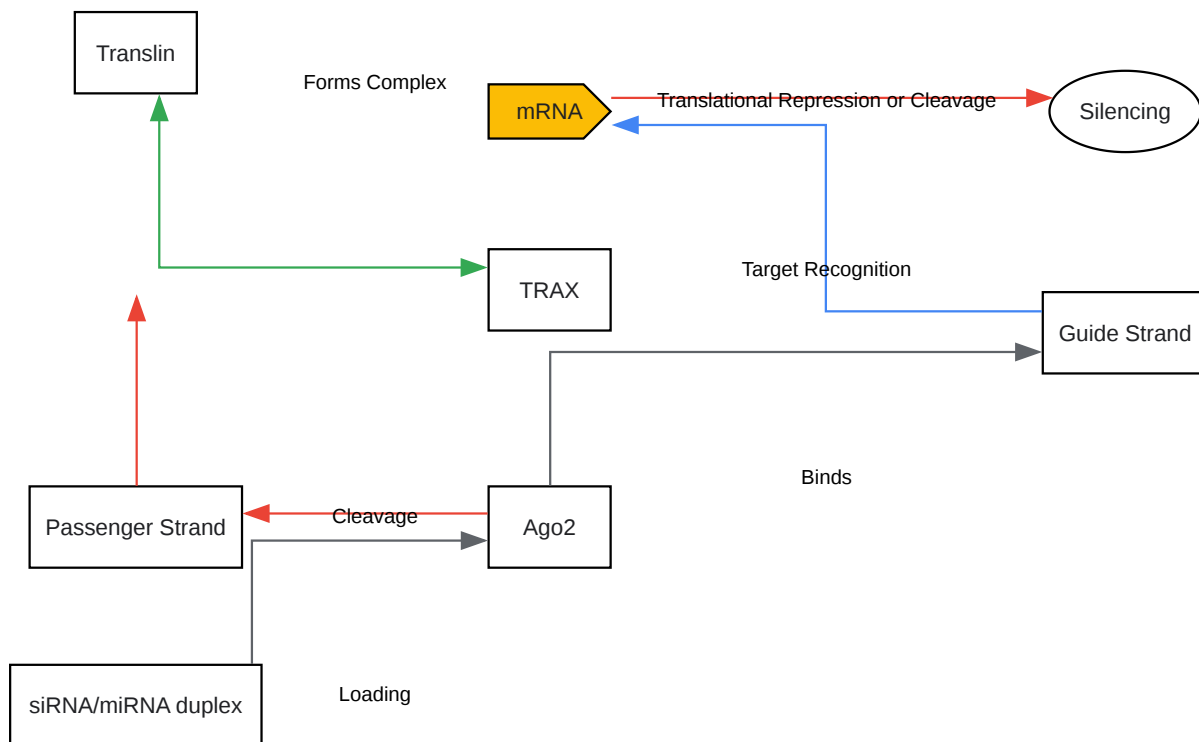 Translin
Forms Complex
mRNA
Translational Repression or Cleavage
Silencing
TRAX
Target Recognition
Guide Strand
Binds
Passenger Strand
Cleavage
Ago2
siRNA/miRNA duplex
Loading